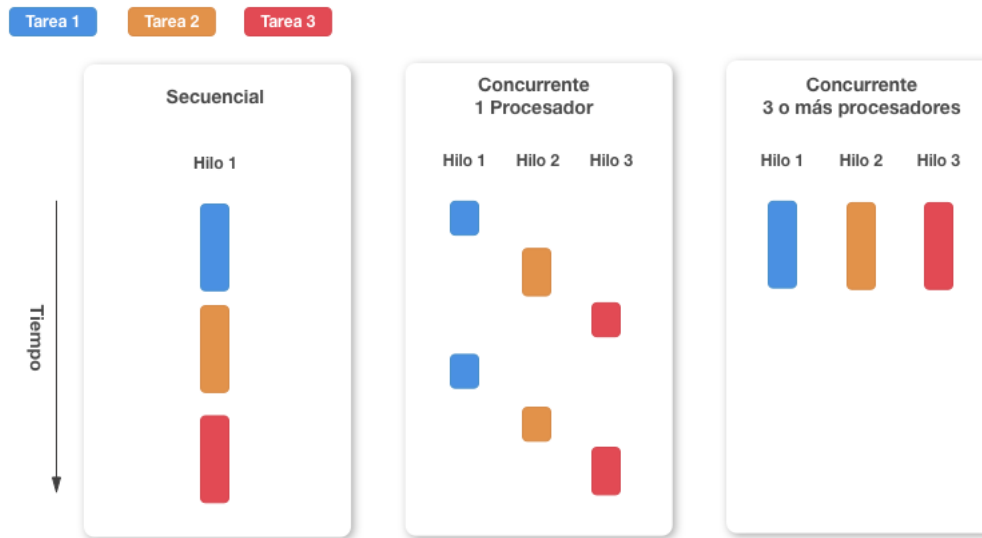 Tarea 1
Tarea 2
Tarea 3
Secuencial
Hilo 1
Concurrente
1 Procesador
Hilo 1
Hilo 2
Hilo 3
Concurrente
3 o más procesadores
Hilo 1
Hilo 2
Hilo 3
Tiempo